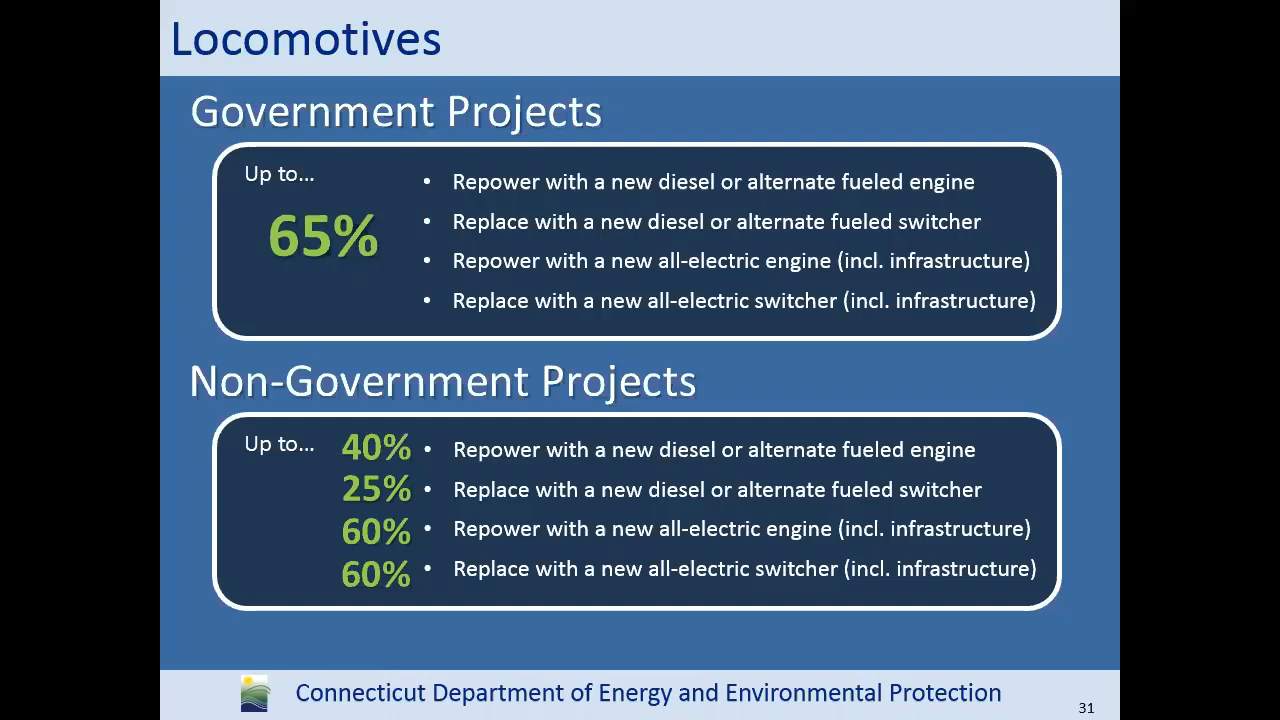 Locomotives
Government Projects
Up to...
65%
• Repower with a new diesel or alternate fueled engine
• Replace with a new diesel or alternate fueled switcher
• Repower with a new all-electric engine (incl. infrastructure)
• Replace with a new all-electric switcher (incl. infrastructure)
Non-Government Projects
Up to...
40% • Repower with a new diesel or alternate fueled engine
25% • Replace with a new diesel or alternate fueled switcher
60% • Repower with a new all-electric engine (incl. infrastructure)
60% • Replace with a new all-electric switcher (incl. infrastructure)
Connecticut Department of Energy and Environmental Protection
31